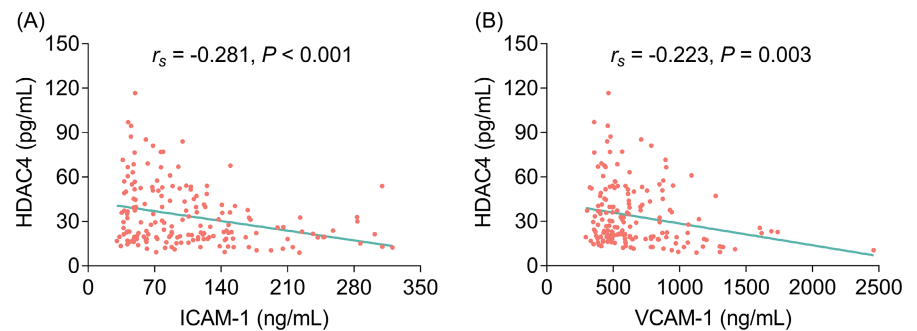 (A)
r_s = -0.281, P < 0.001
HDAC4 (pg/mL)
150
120
90
60
30
0
0 70 140 210 280 350
ICAM-1 (ng/mL)
(B)
r_s = -0.223, P = 0.003
HDAC4 (pg/mL)
150
120
90
60
30
0
0 500 1000 1500 2000 2500
VCAM-1 (ng/mL)